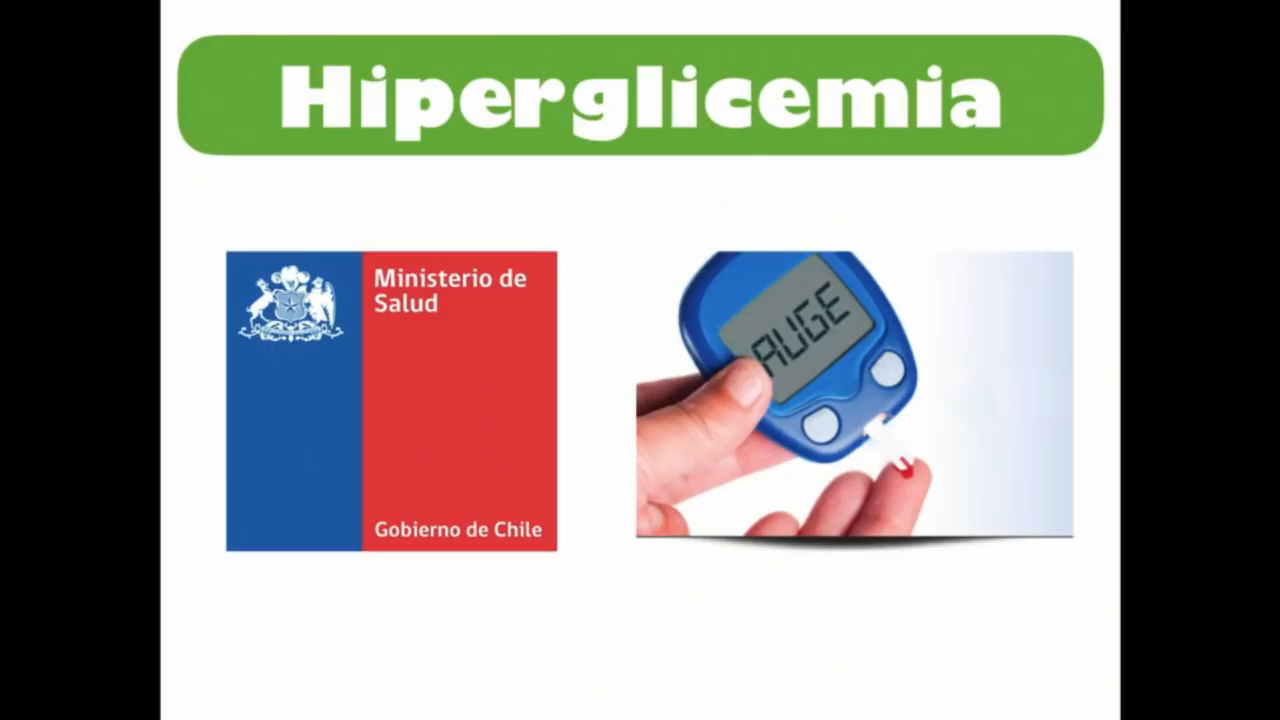 Hiperglicemia
Ministerio de
Salud
Gobierno de Chile
AUGE